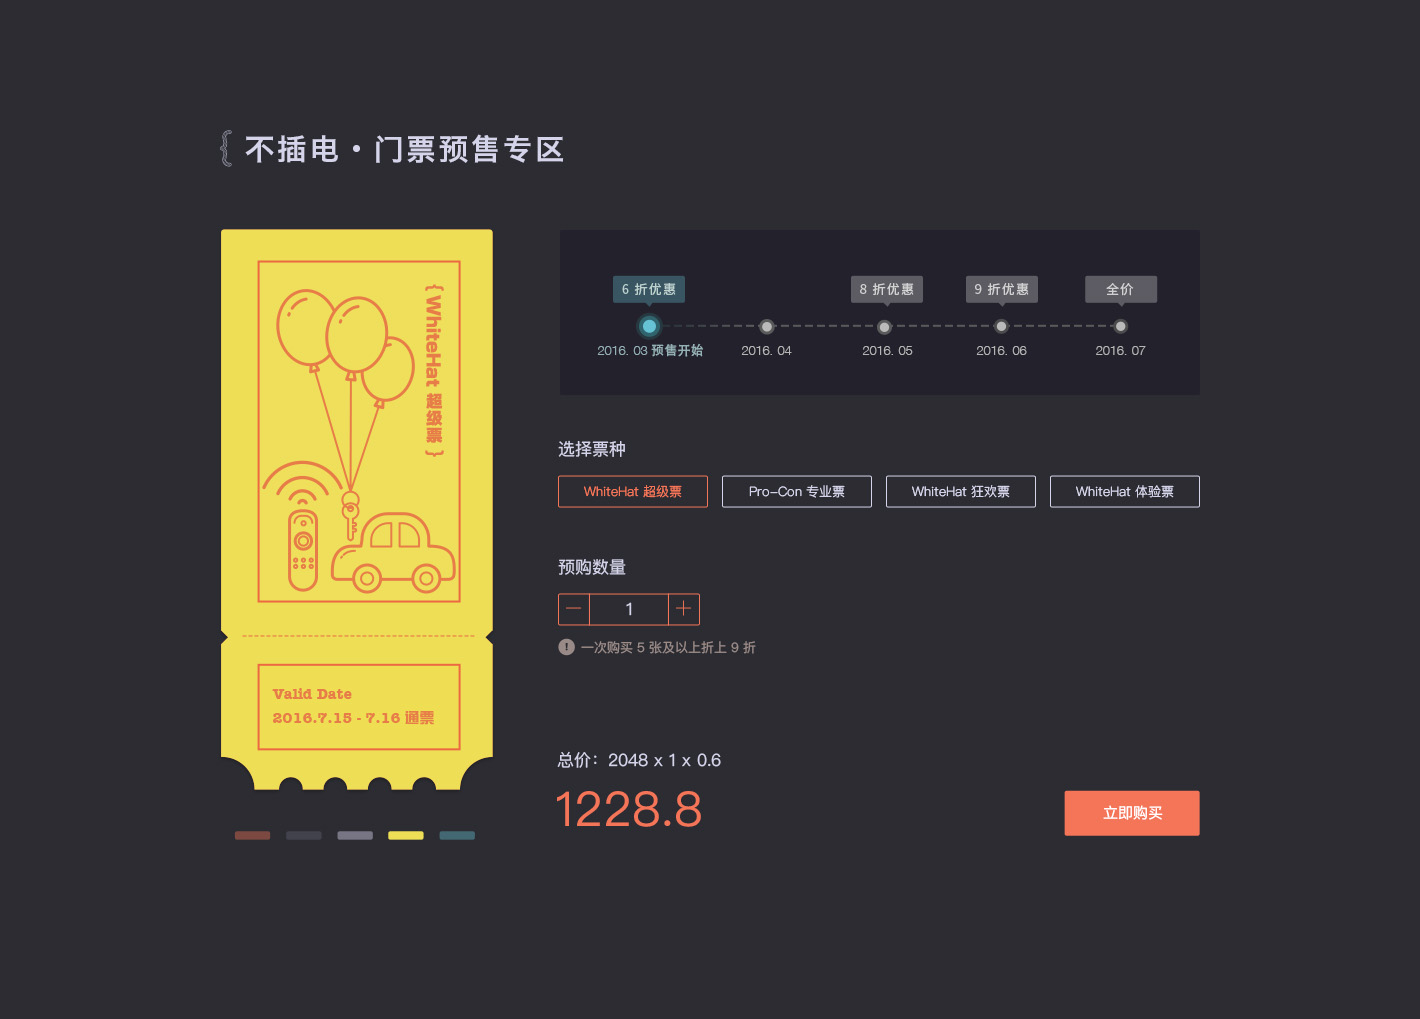 { 不插电·门票预售专区
{ WhiteHat 超级票 }
Valid Date
2016.7.15 - 7.16 通票
6 折优惠
8 折优惠
9 折优惠
全价
2016. 03 预售开始
2016. 04
2016. 05
2016. 06
2016. 07
选择票种
WhiteHat 超级票
Pro-Con 专业票
WhiteHat 狂欢票
WhiteHat 体验票
预购数量
— 1 +
! 一次购买 5 张及以上折上 9 折
总价：2048 x 1 x 0.6
1228.8
立即购买